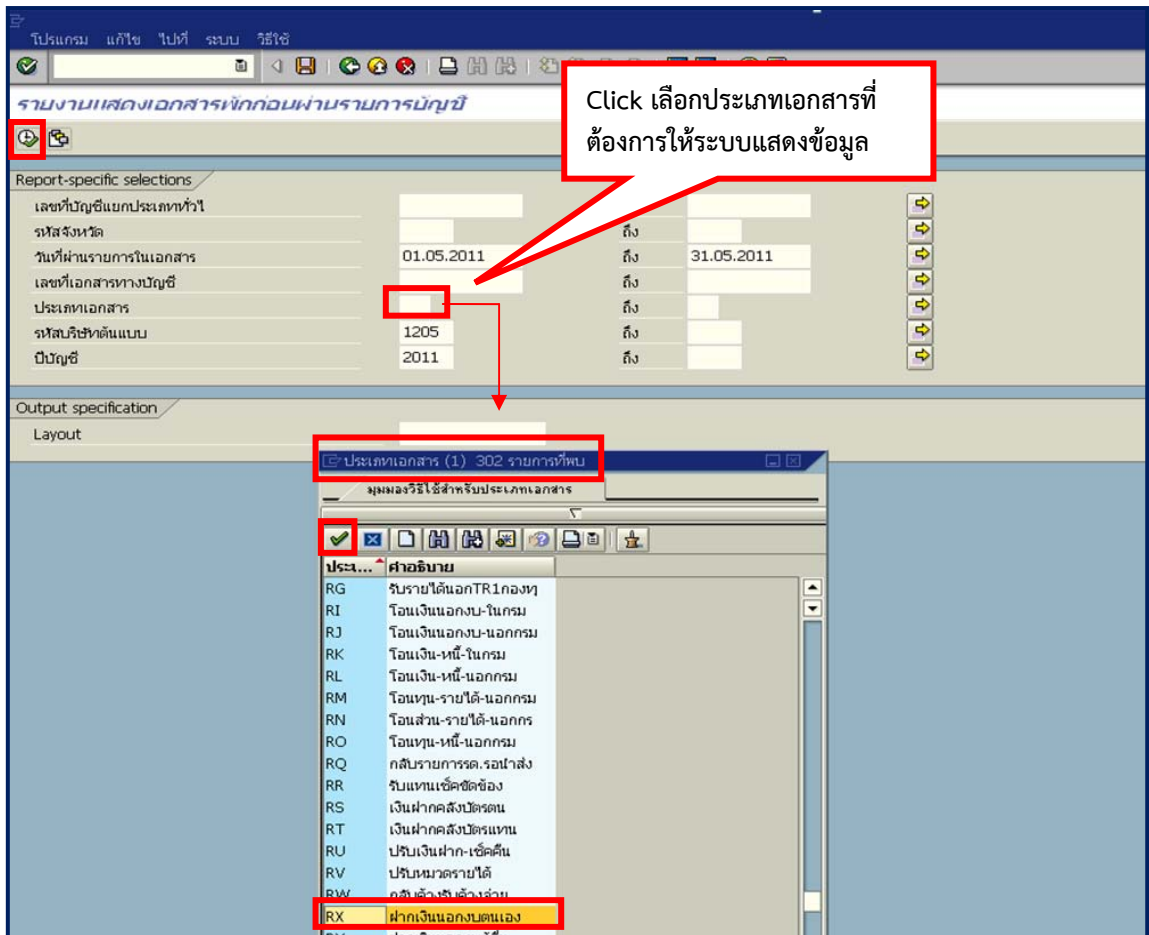 โปรแกรม แก้ไข ไปที่ ระบบ วิธีใช้
รายงานแสดงเอกสารพักก่อนผ่านรายการบัญชี
Click เลือกประเภทเอกสารที่
ต้องการให้ระบบแสดงข้อมูล
Report-specific selections
เลขที่บัญชีแยกประเภททั่วไ
รหัสจังหวัด ถึง
วันที่ผ่านรายการในเอกสาร 01.05.2011 ถึง 31.05.2011
เลขที่เอกสารทางบัญชี ถึง
ประเภทเอกสาร ถึง
รหัสบริษัทต้นแบบ 1205 ถึง
ปีบัญชี 2011 ถึง
Output specification
Layout
ประเภทเอกสาร (1) 302 รายการที่พบ
มุมมองวิธีใช้สำหรับประเภทเอกสาร
ประเ... คำอธิบาย
RG รับรายได้นอกTR1กองทุ
RI โอนเงินนอกงบ-ในกรม
RJ โอนเงินนอกงบ-นอกกรม
RK โอนเงิน-หนี้-ในกรม
RL โอนเงิน-หนี้-นอกกรม
RM โอนทุน-รายได้-นอกกรม
RN โอนส่วน-รายได้-นอกกร
RO โอนทุน-หนี้-นอกกรม
RQ กลับรายการรด.รอนำส่ง
RR รับแทนเช็คขัดข้อง
RS เงินฝากคลังบัตรตน
RT เงินฝากคลังบัตรแทน
RU ปรับเงินฝาก-เช็คคืน
RV ปรับหมวดรายได้
RW กลับค้างรับค้างจ่าย
RX ฝากเงินนอกงบตนเอง